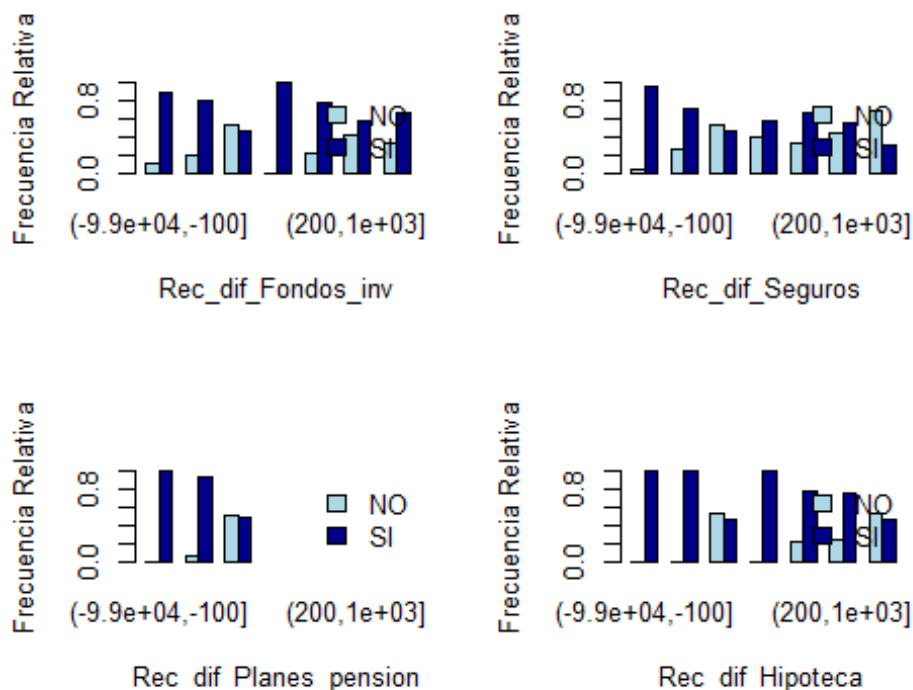 Frecuencia Relativa
0.8
0.0
NO
SI
(-9.9e+04,-100]
(200,1e+03]
Rec_dif_Fondos_inv
Frecuencia Relativa
0.8
0.0
NO
SI
(-9.9e+04,-100]
(200,1e+03]
Rec_dif_Seguros
Frecuencia Relativa
0.8
0.0
NO
SI
(-9.9e+04,-100]
(200,1e+03]
Rec_dif_Planes_pension
Frecuencia Relativa
0.8
0.0
NO
SI
(-9.9e+04,-100]
(200,1e+03]
Rec_dif_Hipoteca